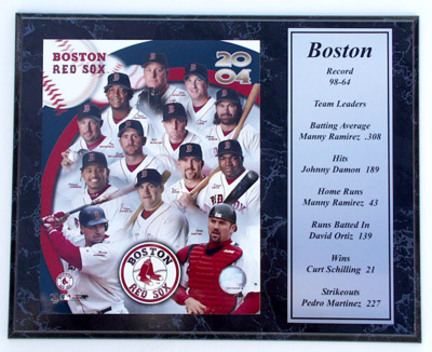 BOSTON
RED SOX
2004
BOSTON
RED SOX
Boston
Record
98-64
Team Leaders
Batting Average
Manny Ramirez .308
Hits
Johnny Damon 189
Home Runs
Manny Ramirez 43
Runs Batted In
David Ortiz 139
Wins
Curt Schilling 21
Strikeouts
Pedro Martinez 227